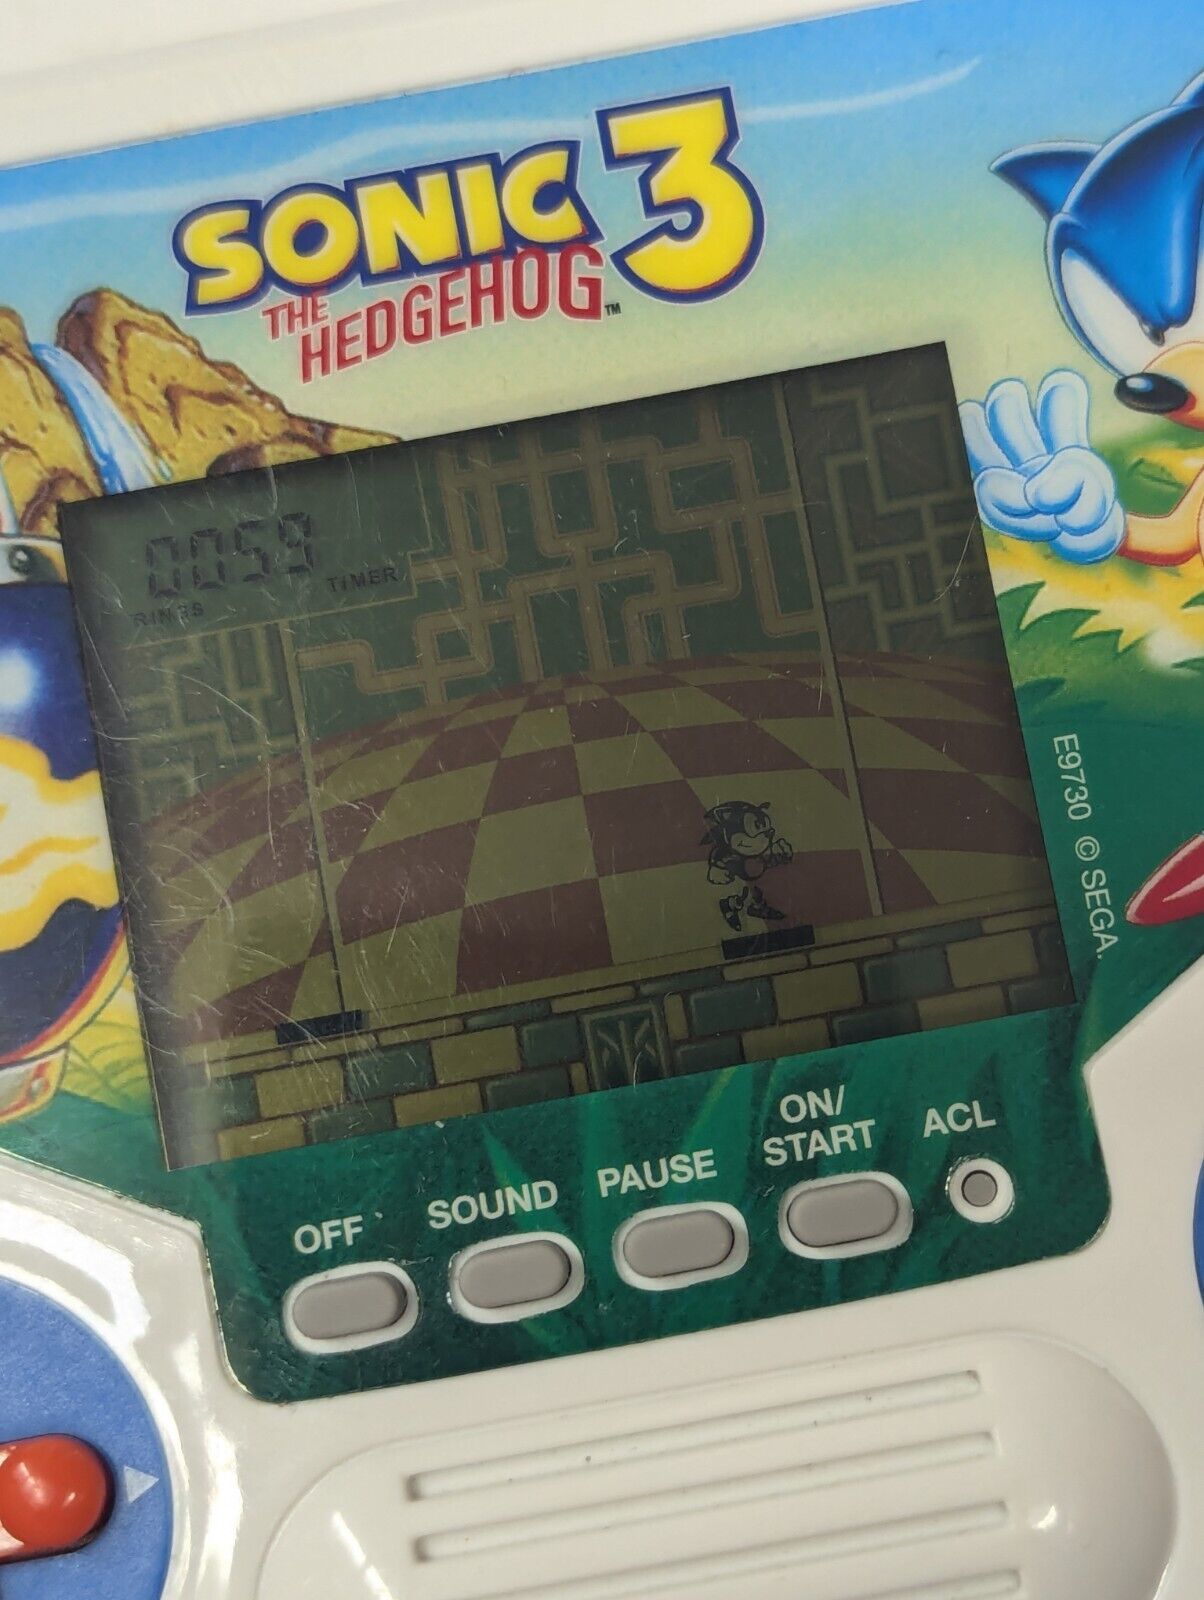 SONIC 3
THE
HEDGEHOG™
0059
RINGS
TIMER
E9730 © SEGA.
OFF
SOUND
PAUSE
ON/
START
ACL